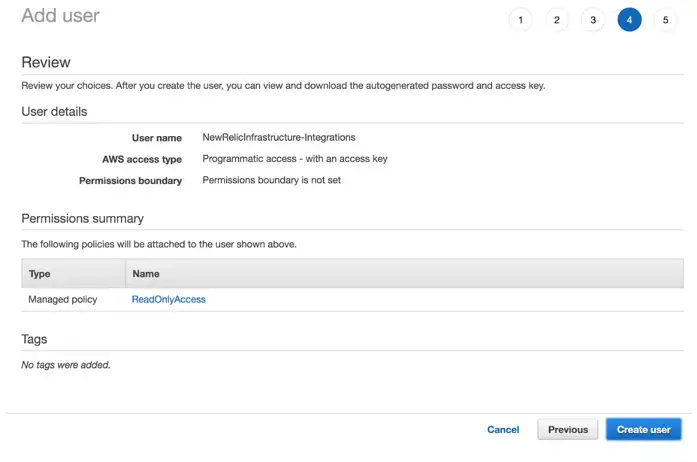 Add user
1 2 3 4 5
Review
Review your choices. After you create the user, you can view and download the autogenerated password and access key.
User details
User name NewRelicInfrastructure-Integrations
AWS access type Programmatic access - with an access key
Permissions boundary Permissions boundary is not set
Permissions summary
The following policies will be attached to the user shown above.
Type Name
Managed policy ReadOnlyAccess
Tags
No tags were added.
Cancel Previous Create user